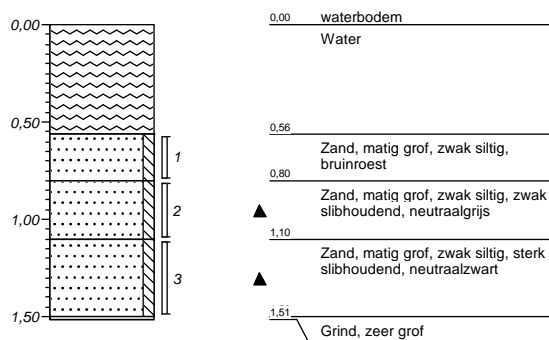 0,00
0,50
1,00
1,50
1
2
3
0,00 waterbodem
Water
0,56
Zand, matig grof, zwak siltig,
bruinroest
0,80
Zand, matig grof, zwak siltig, zwak
slibhoudend, neutraalgrijs
1,10
Zand, matig grof, zwak siltig, sterk
slibhoudend, neutraalzwart
1,51
Grind, zeer grof